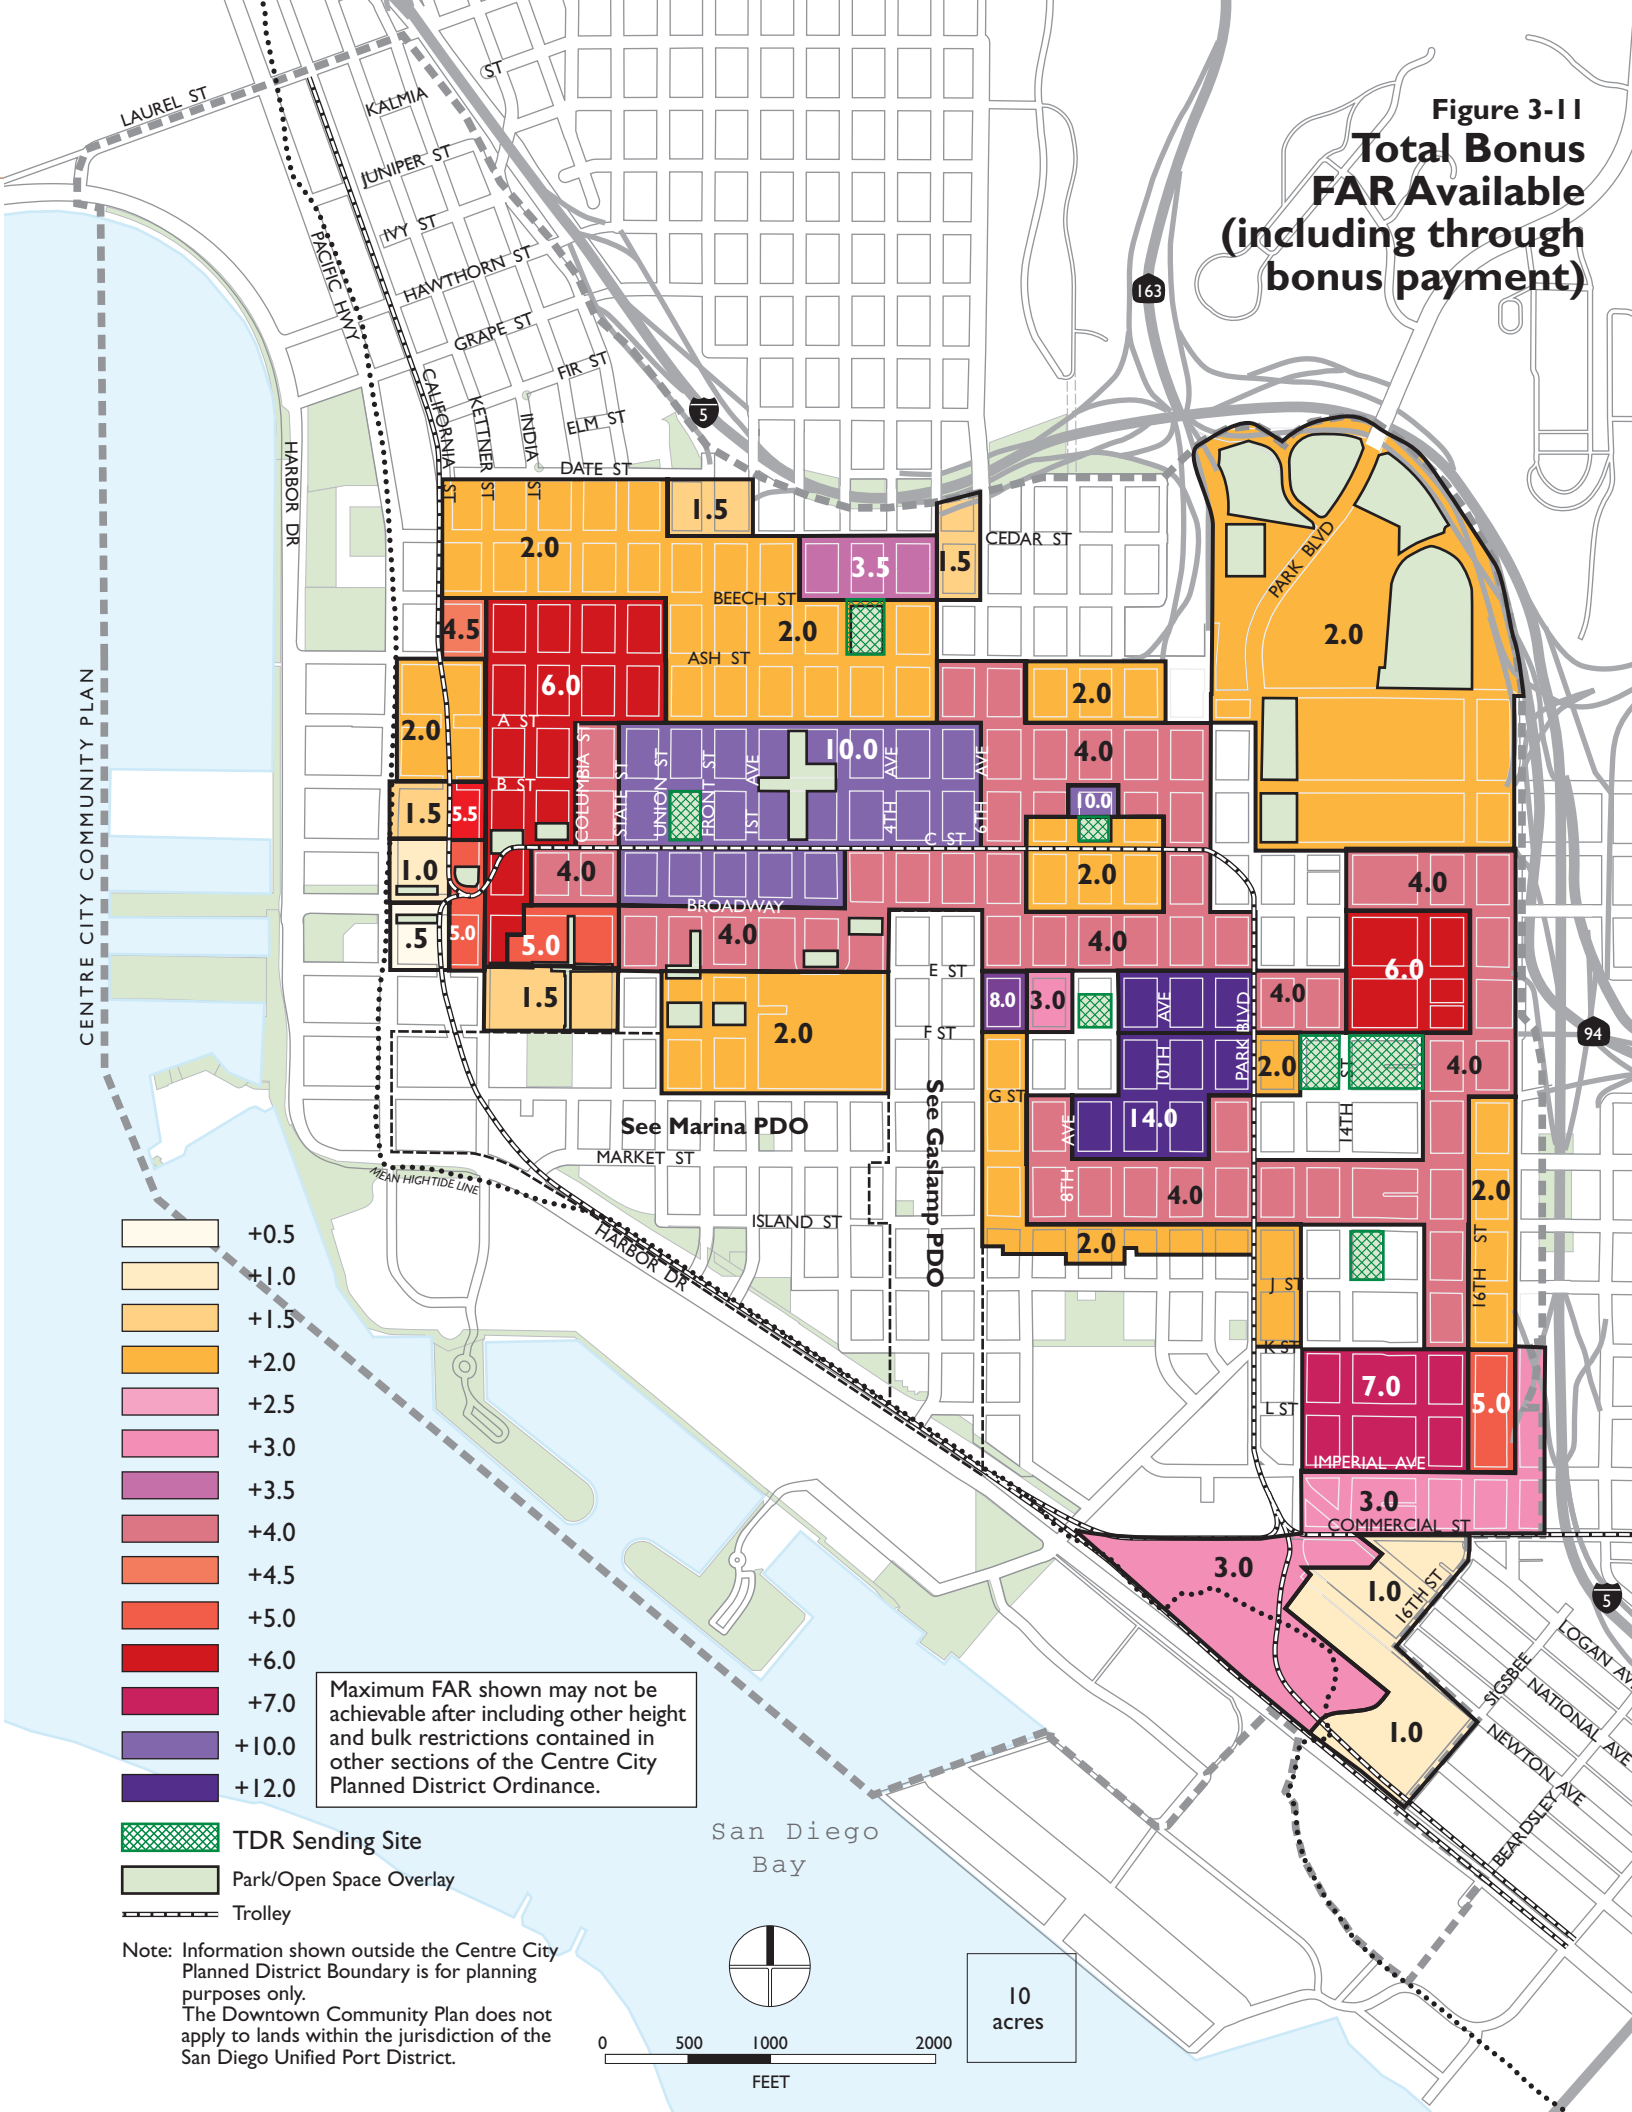 Figure 3-11
Total Bonus
FAR Available
(including through
bonus payment)
LAUREL ST
ST
KALMIA
JUNIPER ST
IVY ST
HAWTHORN ST
GRAPE ST
FIR ST
ELM ST
DATE ST
PACIFIC HWY
CALIFORNIA ST
KETTNER ST
INDIA ST
HARBOR DR
163
5
CENTRE CITY COMMUNITY PLAN
1.5
2.0
3.5
1.5
CEDAR ST
PARK BLVD
BEECH ST
4.5
2.0
2.0
ASH ST
6.0
2.0
A ST
2.0
10.0
4.0
COLUMBIA ST
STATE ST
UNION ST
FRONT ST
1ST AVE
4TH AVE
6TH AVE
B ST
1.5
5.5
10.0
C ST
1.0
4.0
2.0
4.0
BROADWAY
.5
5.0
5.0
4.0
4.0
E ST
6.0
1.5
8.0
3.0
4.0
10TH AVE
PARK BLVD
2.0
F ST
94
2.0
14TH ST
4.0
G ST
See Gaslamp PDO
14.0
8TH AVE
See Marina PDO
MARKET ST
MEAN HIGH TIDE LINE
4.0
2.0
ISLAND ST
HARBOR DR
2.0
16TH ST
J ST
K ST
7.0
5.0
L ST
IMPERIAL AVE
3.0
COMMERCIAL ST
3.0
1.0
16TH ST
5
LOGAN AV
SIGSBEE
NATIONAL AVE
NEWTON AVE
BEARDSLEY
1.0
+0.5
+1.0
+1.5
+2.0
+2.5
+3.0
+3.5
+4.0
+4.5
+5.0
+6.0
+7.0
+10.0
+12.0
Maximum FAR shown may not be
achievable after including other height
and bulk restrictions contained in
other sections of the Centre City
Planned District Ordinance.
TDR Sending Site
Park/Open Space Overlay
Trolley
Note: Information shown outside the Centre City
Planned District Boundary is for planning
purposes only.
The Downtown Community Plan does not
apply to lands within the jurisdiction of the
San Diego Unified Port District.
San Diego
Bay
0 500 1000 2000
FEET
10
acres